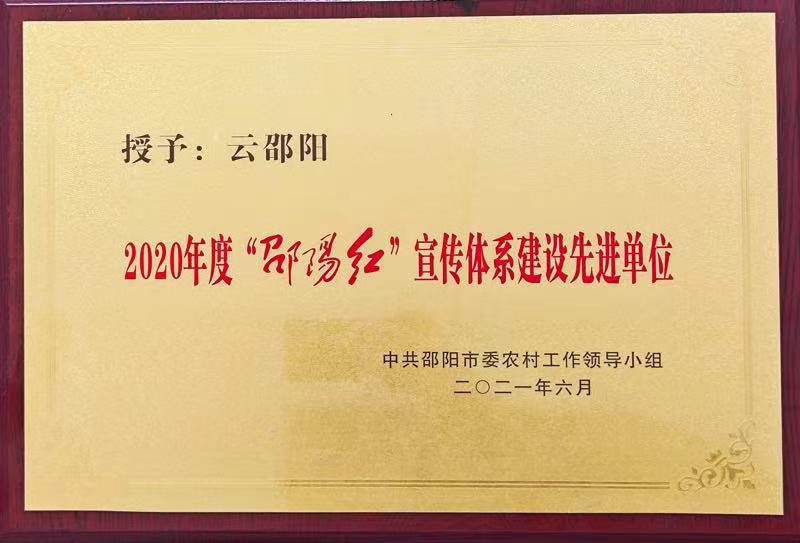 授予：云邵阳
2020年度“邵陽红”宣传体系建设先进单位
中共邵阳市委农村工作领导小组
二〇二一年六月